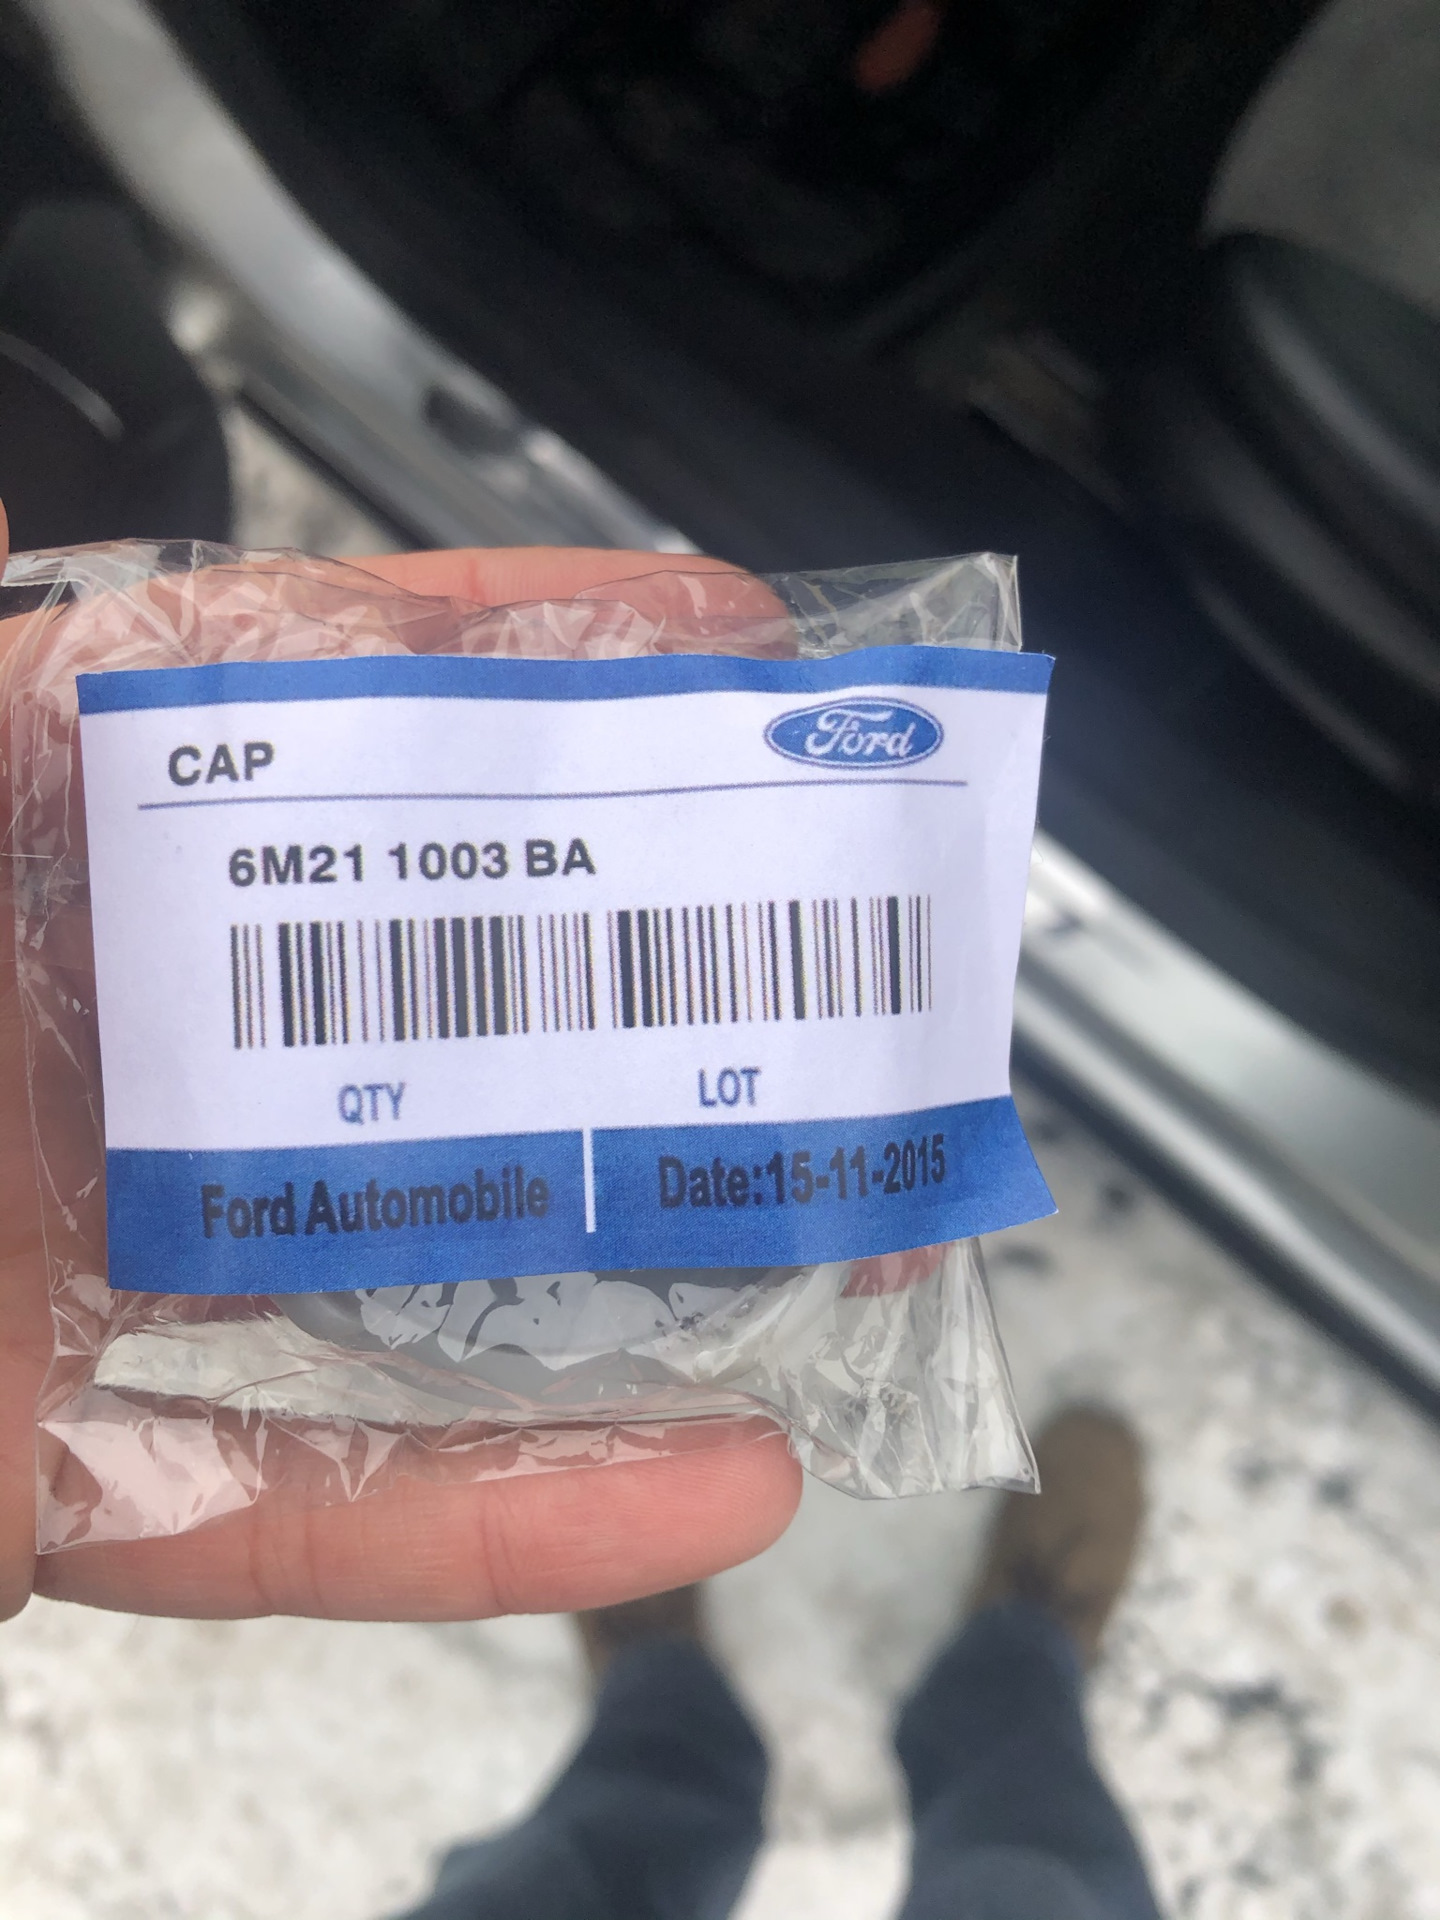 CAP
Ford
6M21 1003 BA
QTY
LOT
Ford Automobile
Date:15-11-2015